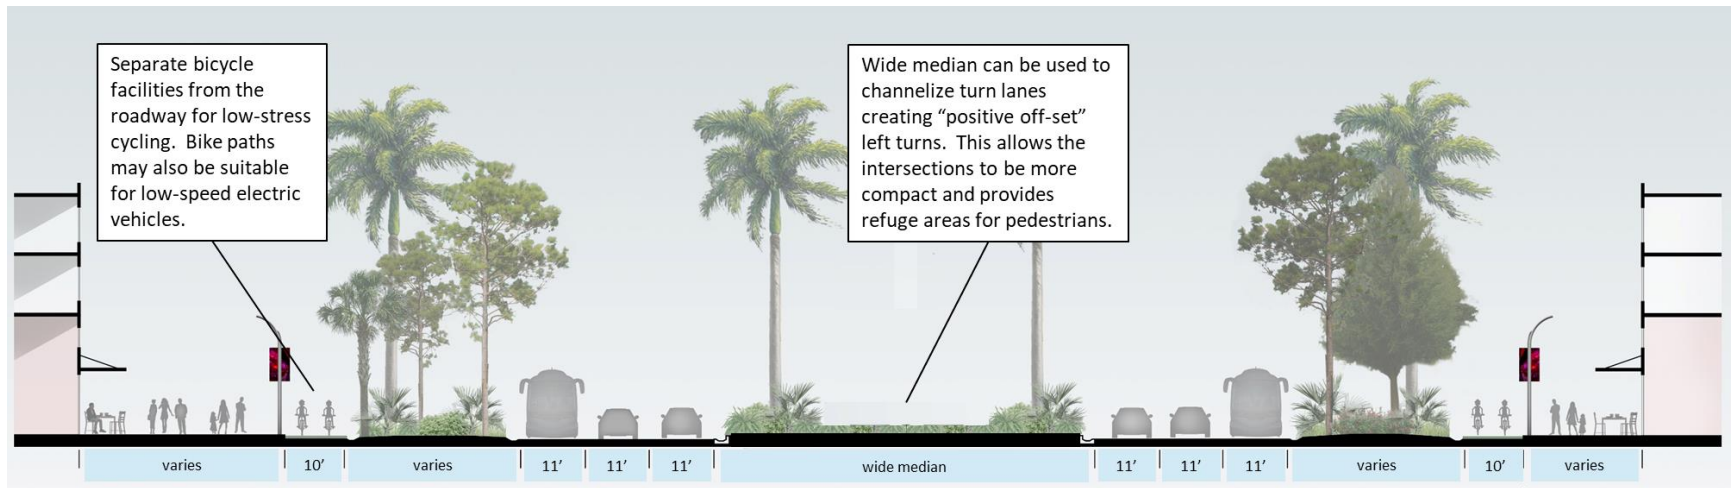 Separate bicycle
facilities from the
roadway for low-stress
cycling.  Bike paths
may also be suitable
for low-speed electric
vehicles.
Wide median can be used to
channelize turn lanes
creating “positive off-set”
left turns.  This allows the
intersections to be more
compact and provides
refuge areas for pedestrians.
varies 10’ varies 11’ 11’ 11’ wide median 11’ 11’ 11’ varies 10’ varies